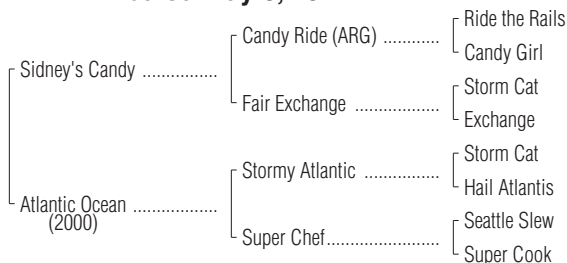 Ride the Rails
Candy Ride (ARG) ............
Candy Girl
Sidney's Candy ................
Storm Cat
Fair Exchange ..................
Exchange
Storm Cat
Stormy Atlantic ................
Hail Atlantis
Atlantic Ocean ..................
(2000)
Seattle Slew
Super Chef........................
Super Cook